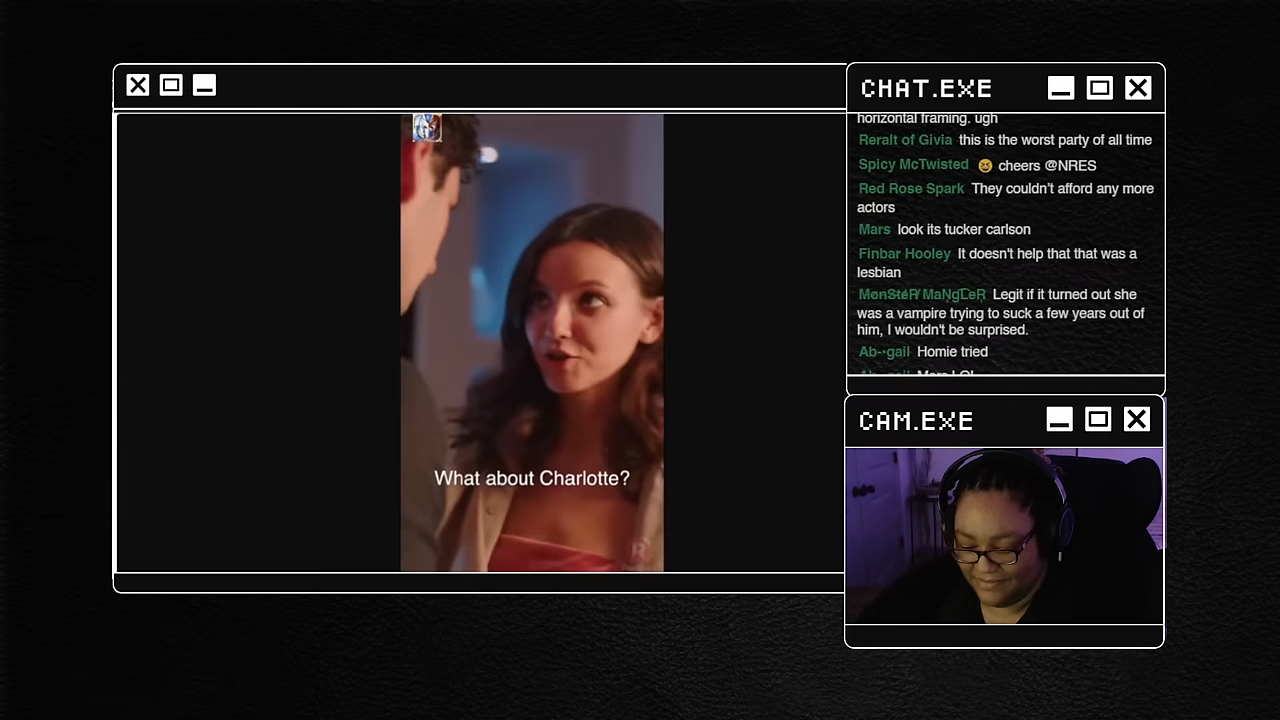 CHAT.EXE
horizontal framing. ugh
Reralt of Givia this is the worst party of all time
Spicy McTwisted 😆 cheers @NRES
Red Rose Spark They couldn't afford any more
actors
Mars look its tucker carlson
Finbar Hooley It doesn't help that that was a
lesbian
Legit if it turned out she
was a vampire trying to suck a few years out of
him, I wouldn't be surprised.
Ab-·gail Homie tried
What about Charlotte?
R
CAM.EXE